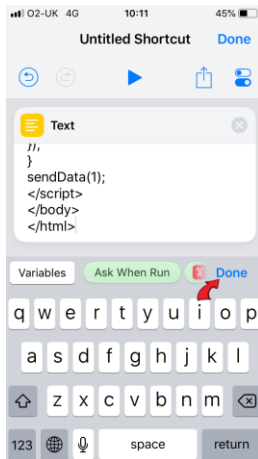 O2-UK 4G 10:11 45%
Untitled Shortcut Done
Text
}),
}
sendData(1);
</script>
</body>
</html>
Variables Ask When Run Done
q w e r t y u i o p
a s d f g h j k l
z x c v b n m
123 space return